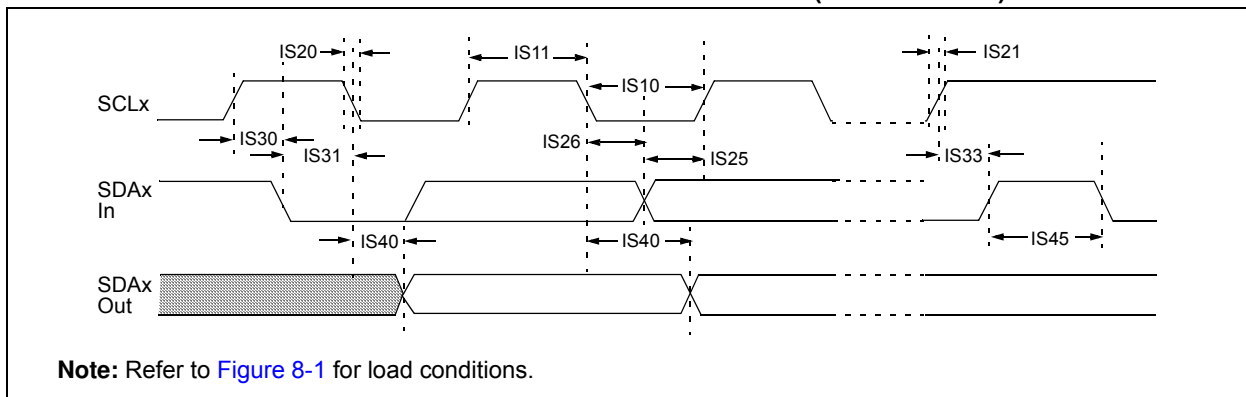 IS20
IS11
IS21
IS10
SCLx
IS30
IS26
IS31
IS25
IS33
SDAx
In
IS40
IS40
IS45
SDAx
Out
Note: Refer to Figure 8-1 for load conditions.